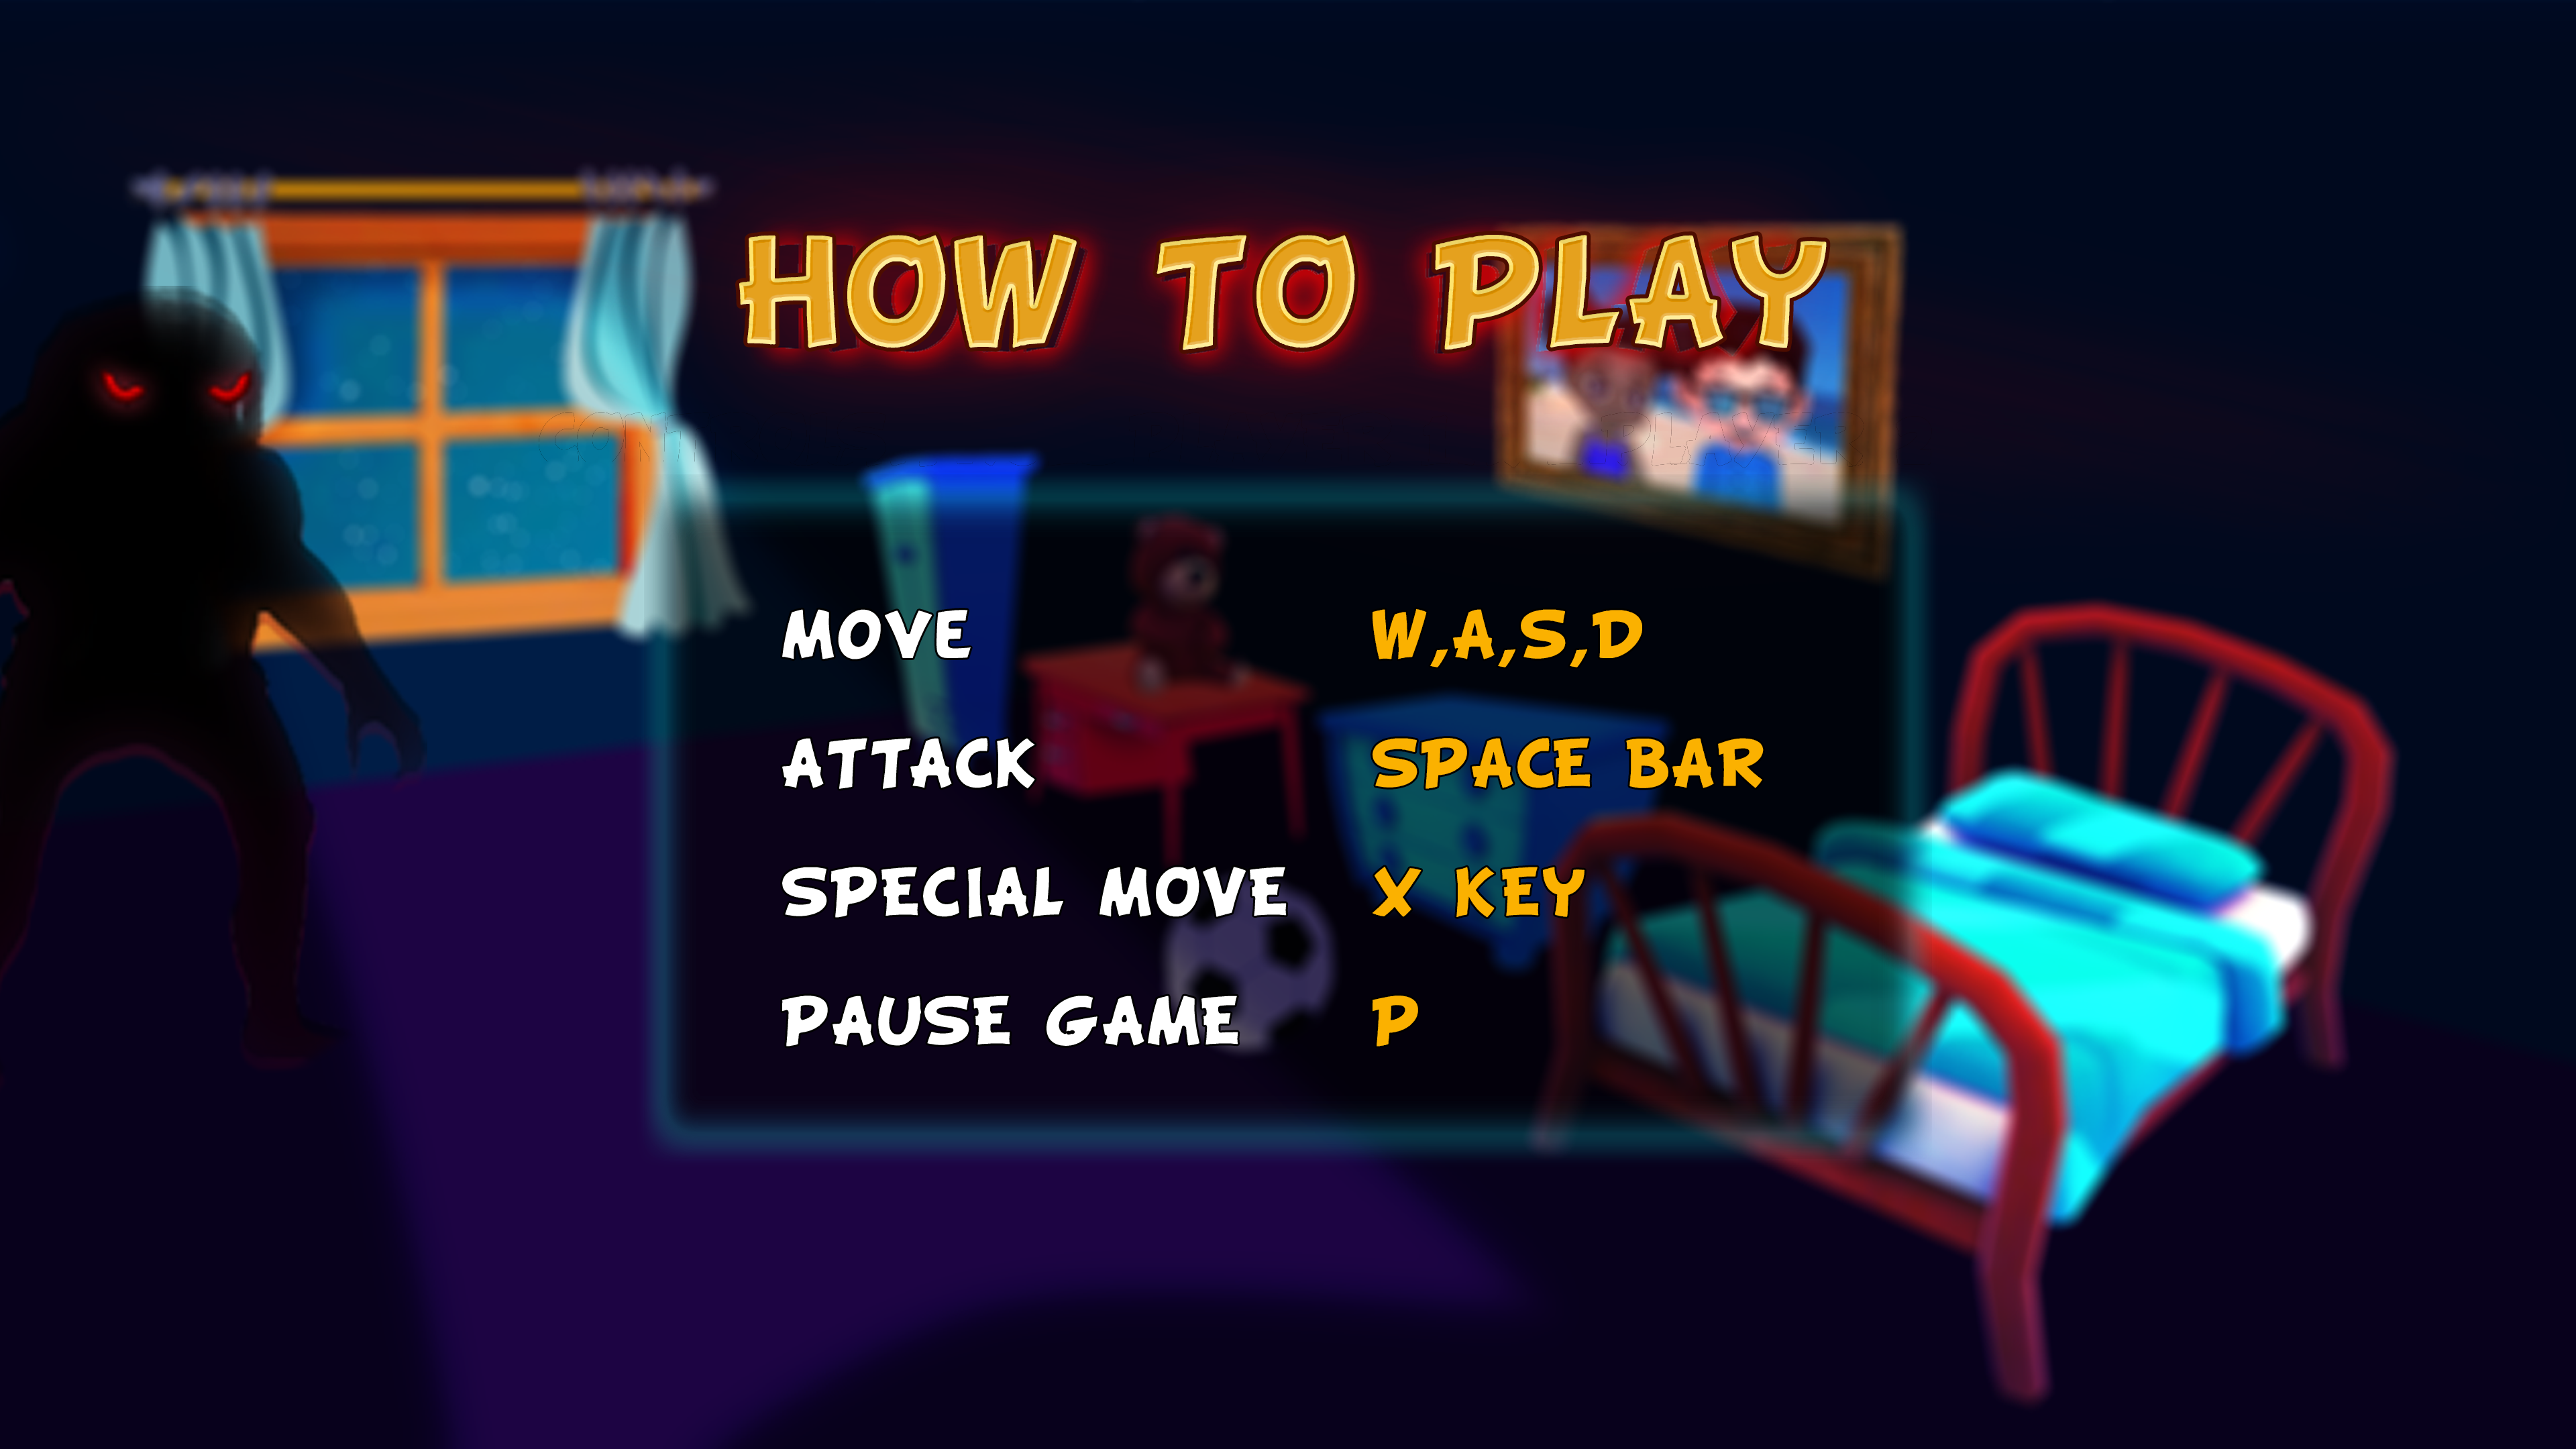 HOW TO PLAY
MOVE W,A,S,D
ATTACK SPACE BAR
SPECIAL MOVE X KEY
PAUSE GAME P